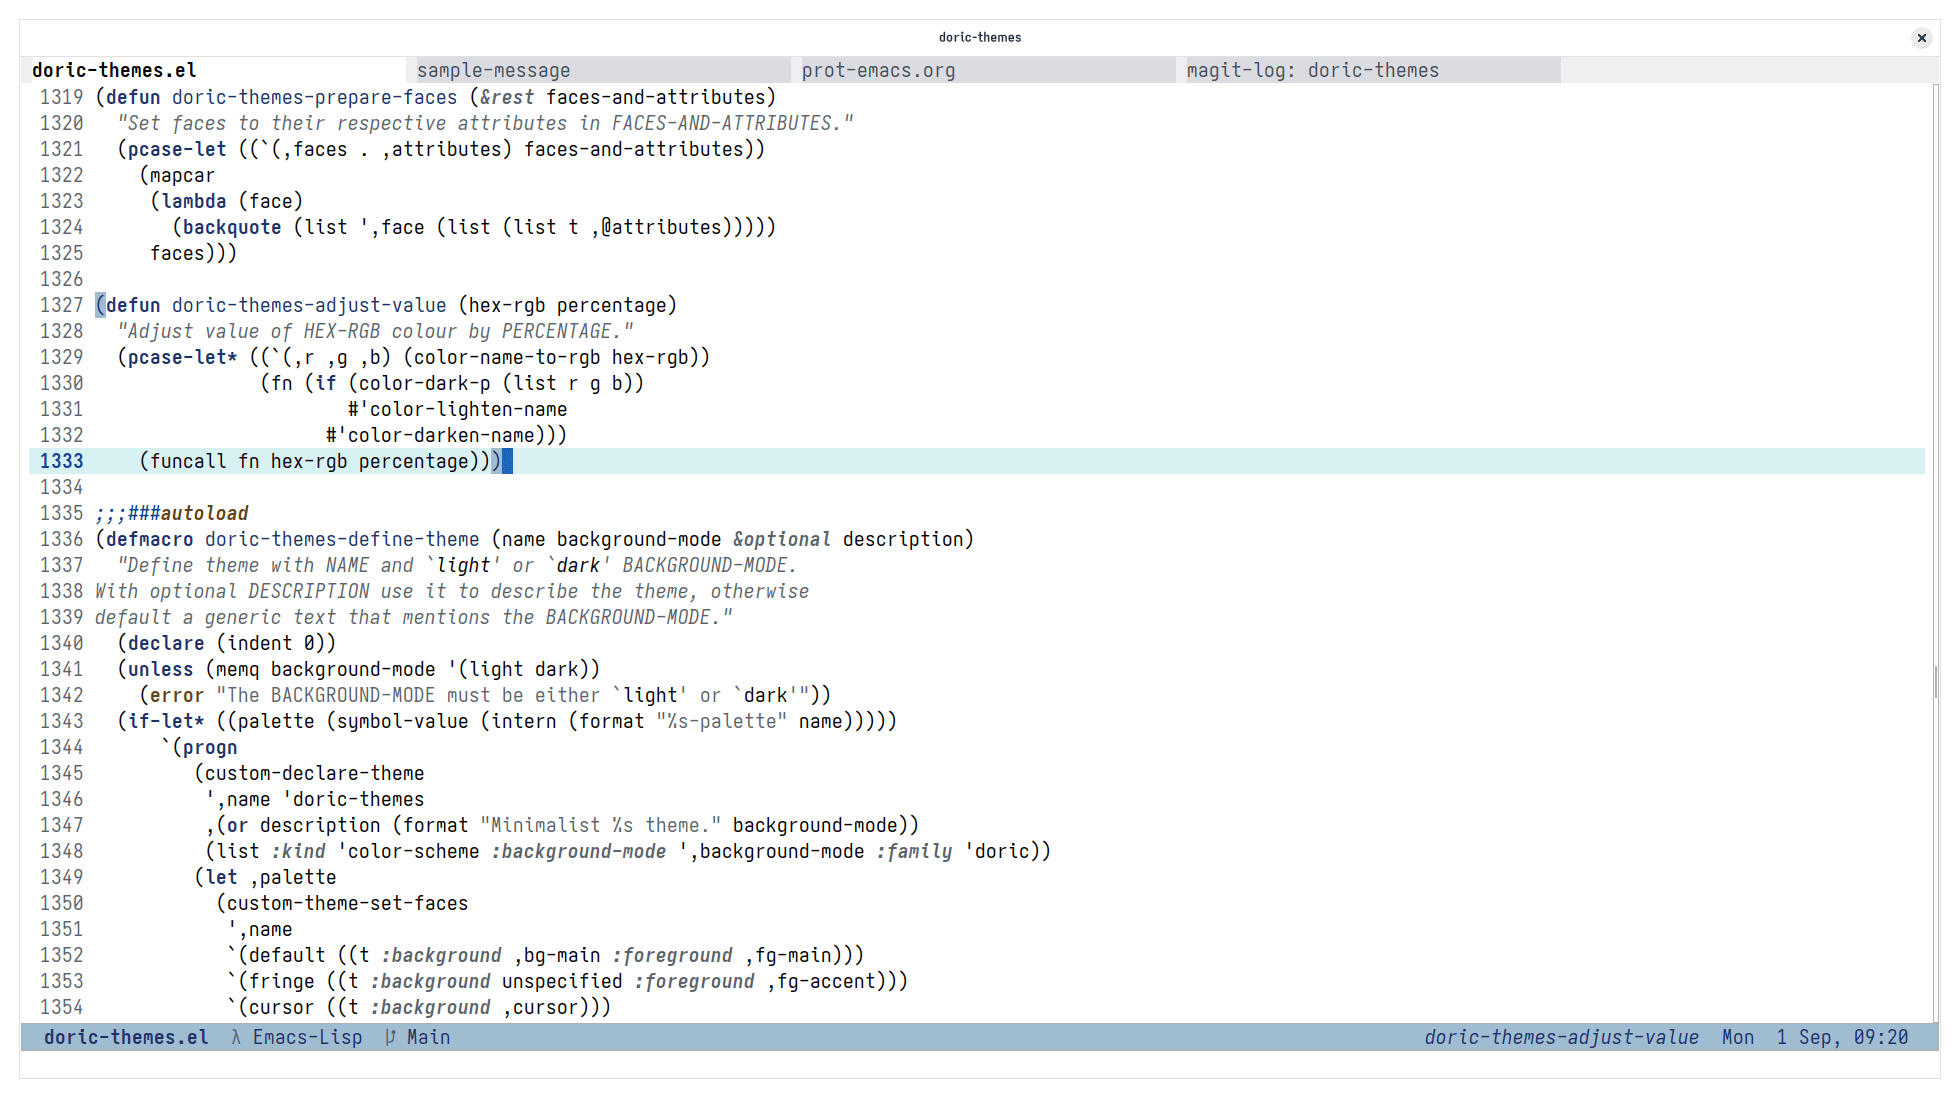 doric-themes
doric-themes.el sample-message prot-emacs.org magit-log: doric-themes
1319 (defun doric-themes-prepare-faces (&rest faces-and-attributes)
1320   "Set faces to their respective attributes in FACES-AND-ATTRIBUTES."
1321   (pcase-let ((`(,faces . ,attributes) faces-and-attributes))
1322     (mapcar
1323      (lambda (face)
1324        (backquote (list ',face (list (list t ,@attributes)))))
1325      faces)))
1326
1327 (defun doric-themes-adjust-value (hex-rgb percentage)
1328   "Adjust value of HEX-RGB colour by PERCENTAGE."
1329   (pcase-let* ((`(,r ,g ,b) (color-name-to-rgb hex-rgb))
1330                (fn (if (color-dark-p (list r g b))
1331                        #'color-lighten-name
1332                      #'color-darken-name)))
1333     (funcall fn hex-rgb percentage)))
1334
1335 ;;;###autoload
1336 (defmacro doric-themes-define-theme (name background-mode &optional description)
1337   "Define theme with NAME and `light' or `dark' BACKGROUND-MODE.
1338 With optional DESCRIPTION use it to describe the theme, otherwise
1339 default a generic text that mentions the BACKGROUND-MODE."
1340   (declare (indent 0))
1341   (unless (memq background-mode '(light dark))
1342     (error "The BACKGROUND-MODE must be either `light' or `dark'"))
1343   (if-let* ((palette (symbol-value (intern (format "%s-palette" name)))))
1344       `(progn
1345          (custom-declare-theme
1346           ',name 'doric-themes
1347           ,(or description (format "Minimalist %s theme." background-mode))
1348           (list :kind 'color-scheme :background-mode ',background-mode :family 'doric))
1349          (let ,palette
1350            (custom-theme-set-faces
1351             ',name
1352             `(default ((t :background ,bg-main :foreground ,fg-main)))
1353             `(fringe ((t :background unspecified :foreground ,fg-accent)))
1354             `(cursor ((t :background ,cursor)))
doric-themes.el λ Emacs-Lisp Main doric-themes-adjust-value Mon 1 Sep, 09:20